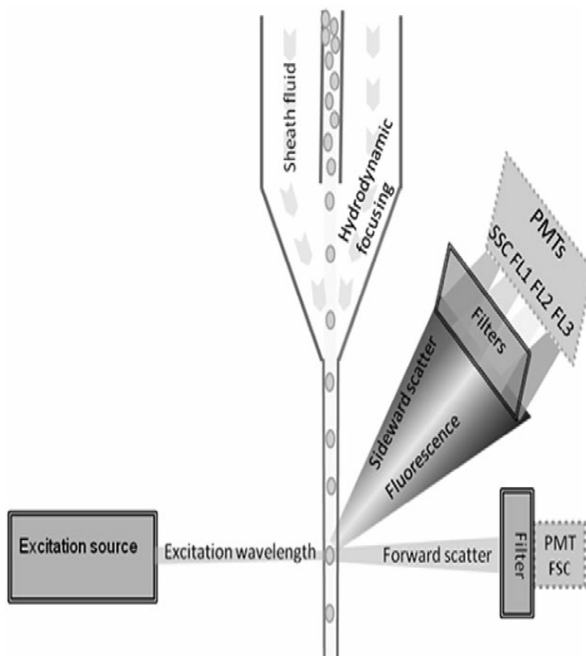 Sheath fluid
Hydrodynamic
focusing
PMTs
SSC FL1 FL2 FL3
Filters
Sideward scatter
Fluorescence
Excitation source
Excitation wavelength
Forward scatter
Filter
PMT
FSC